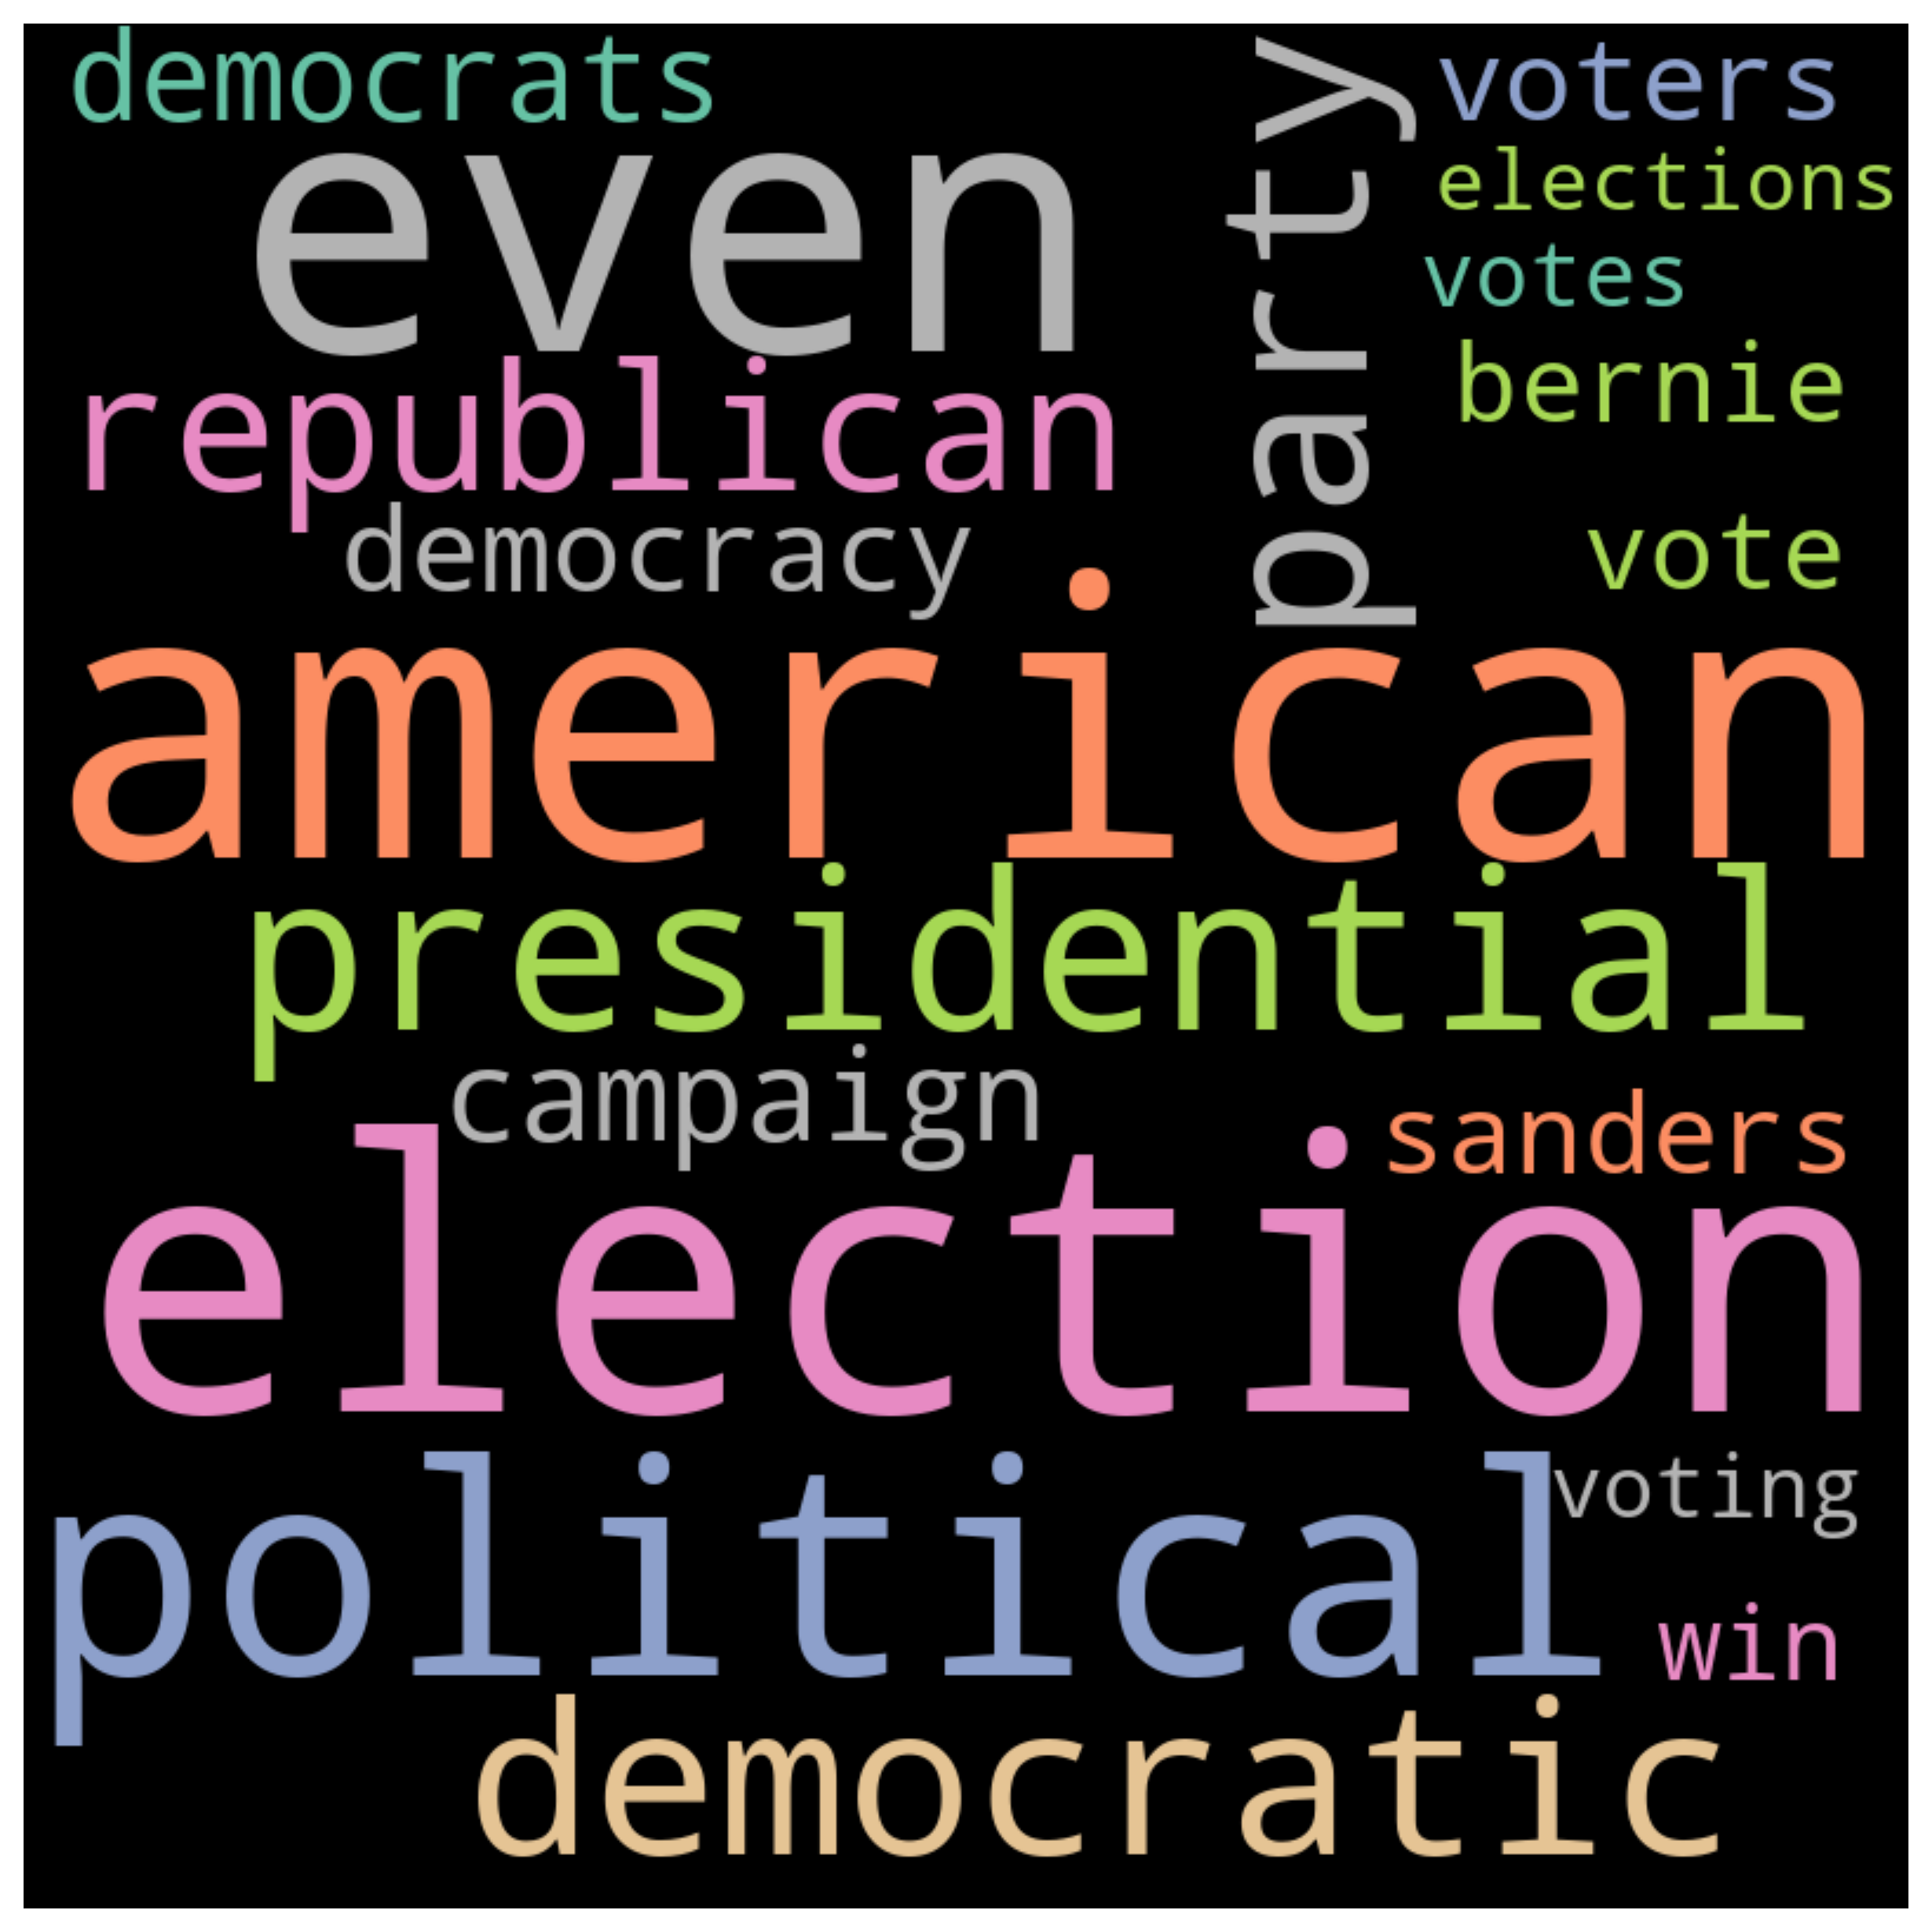 democrats
voters
elections
even
party
votes
bernie
republican
democracy
vote
american
presidential
campaign
sanders
election
political
voting
win
democratic